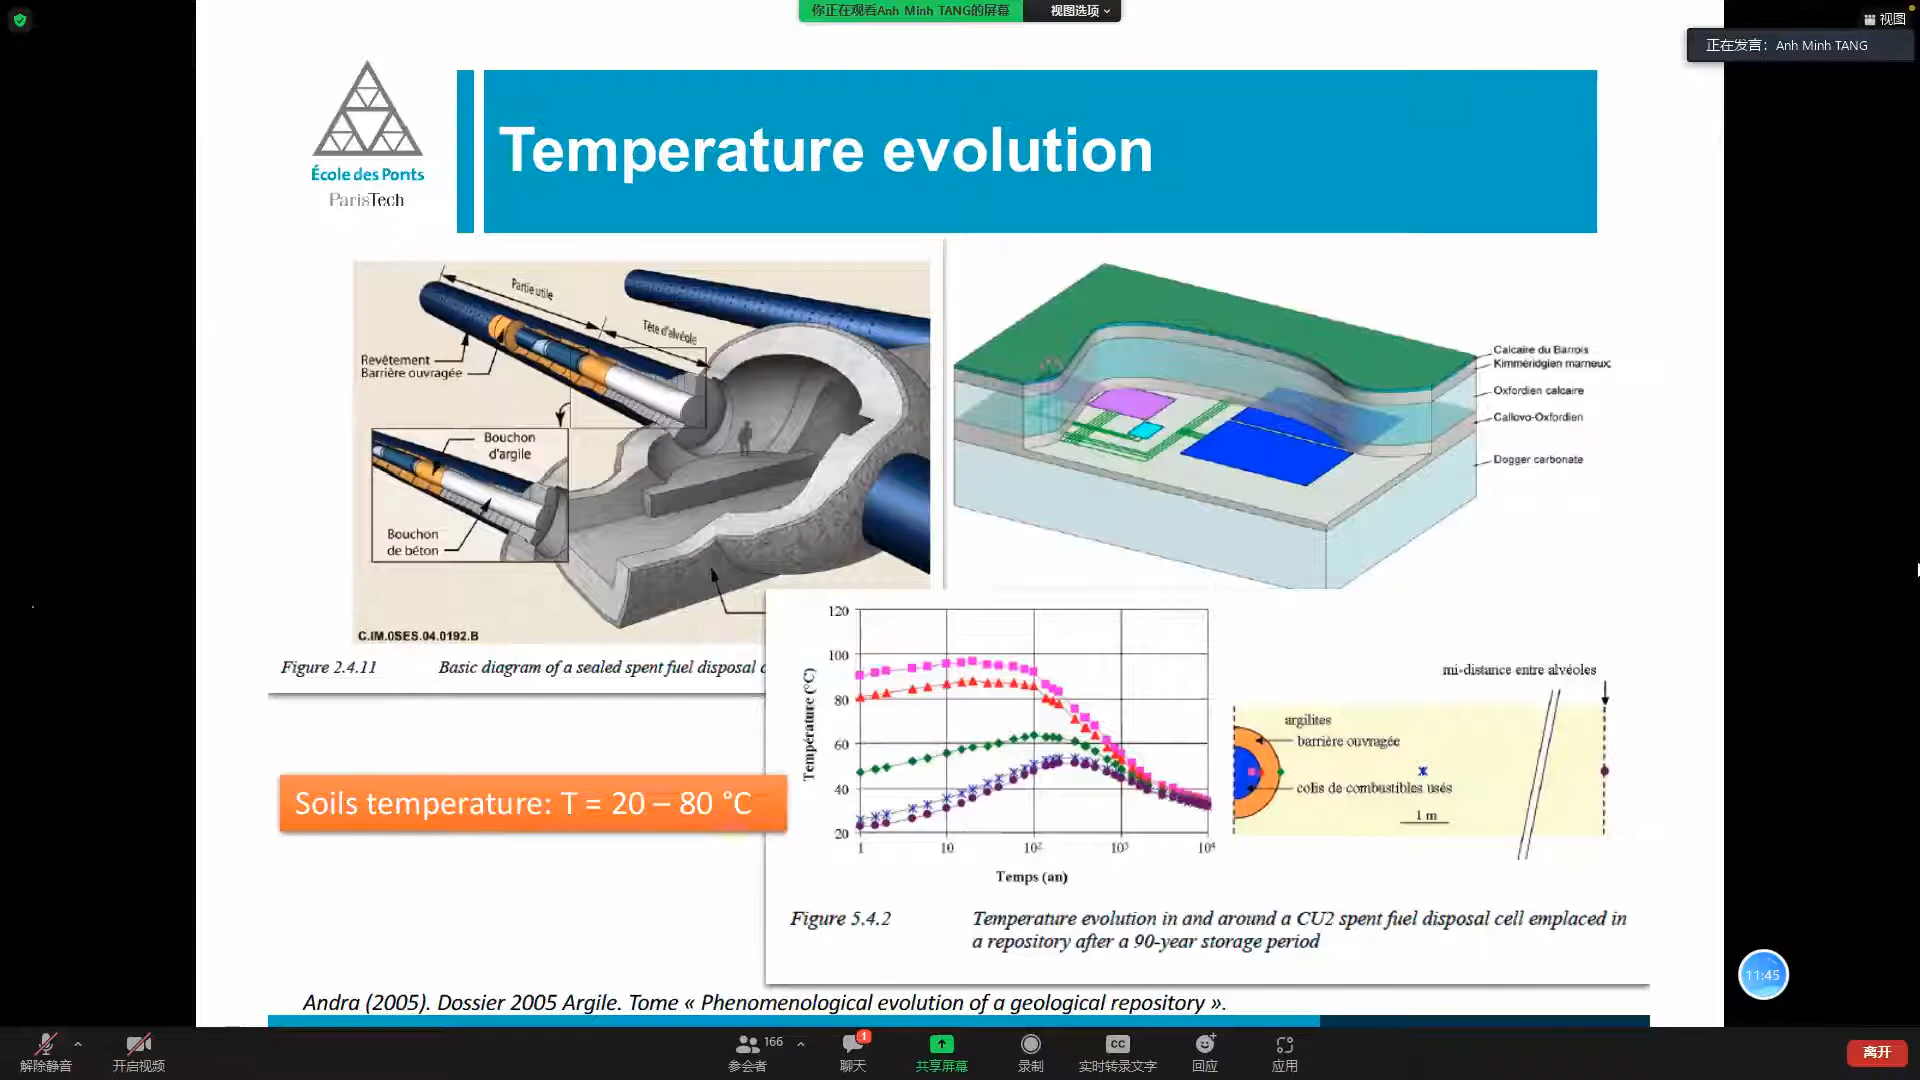 你正在观看Anh Minh TANG的屏幕
视图选项
视图
正在发言: Anh Minh TANG
École des Ponts
ParisTech
Temperature evolution
Partie utile
Tête d'alvéole
Revêtement
Barrière ouvragée
Bouchon
d'argile
Bouchon
de béton
C.IM.0SES.04.0192.B
Figure 2.4.11 Basic diagram of a sealed spent fuel disposal
Calcaire du Barrois
Kimméridgien marneux
Oxfordien calcaire
Callovo-Oxfordien
Dogger carbonate
120
100
80
60
40
20
Température (°C)
1 10 10² 10³ 10⁴
Temps (an)
mi-distance entre alvéoles
argilites
barrière ouvragée
colis de combustibles usés
1 m
Soils temperature: T = 20 – 80 °C
Figure 5.4.2 Temperature evolution in and around a CU2 spent fuel disposal cell emplaced in
a repository after a 90-year storage period
Andra (2005). Dossier 2005 Argile. Tome « Phenomenological evolution of a geological repository ».
11:45
解除静音
开启视频
166
参会者
1
聊天
共享屏幕
录制
CC
实时转录文字
回应
应用
离开